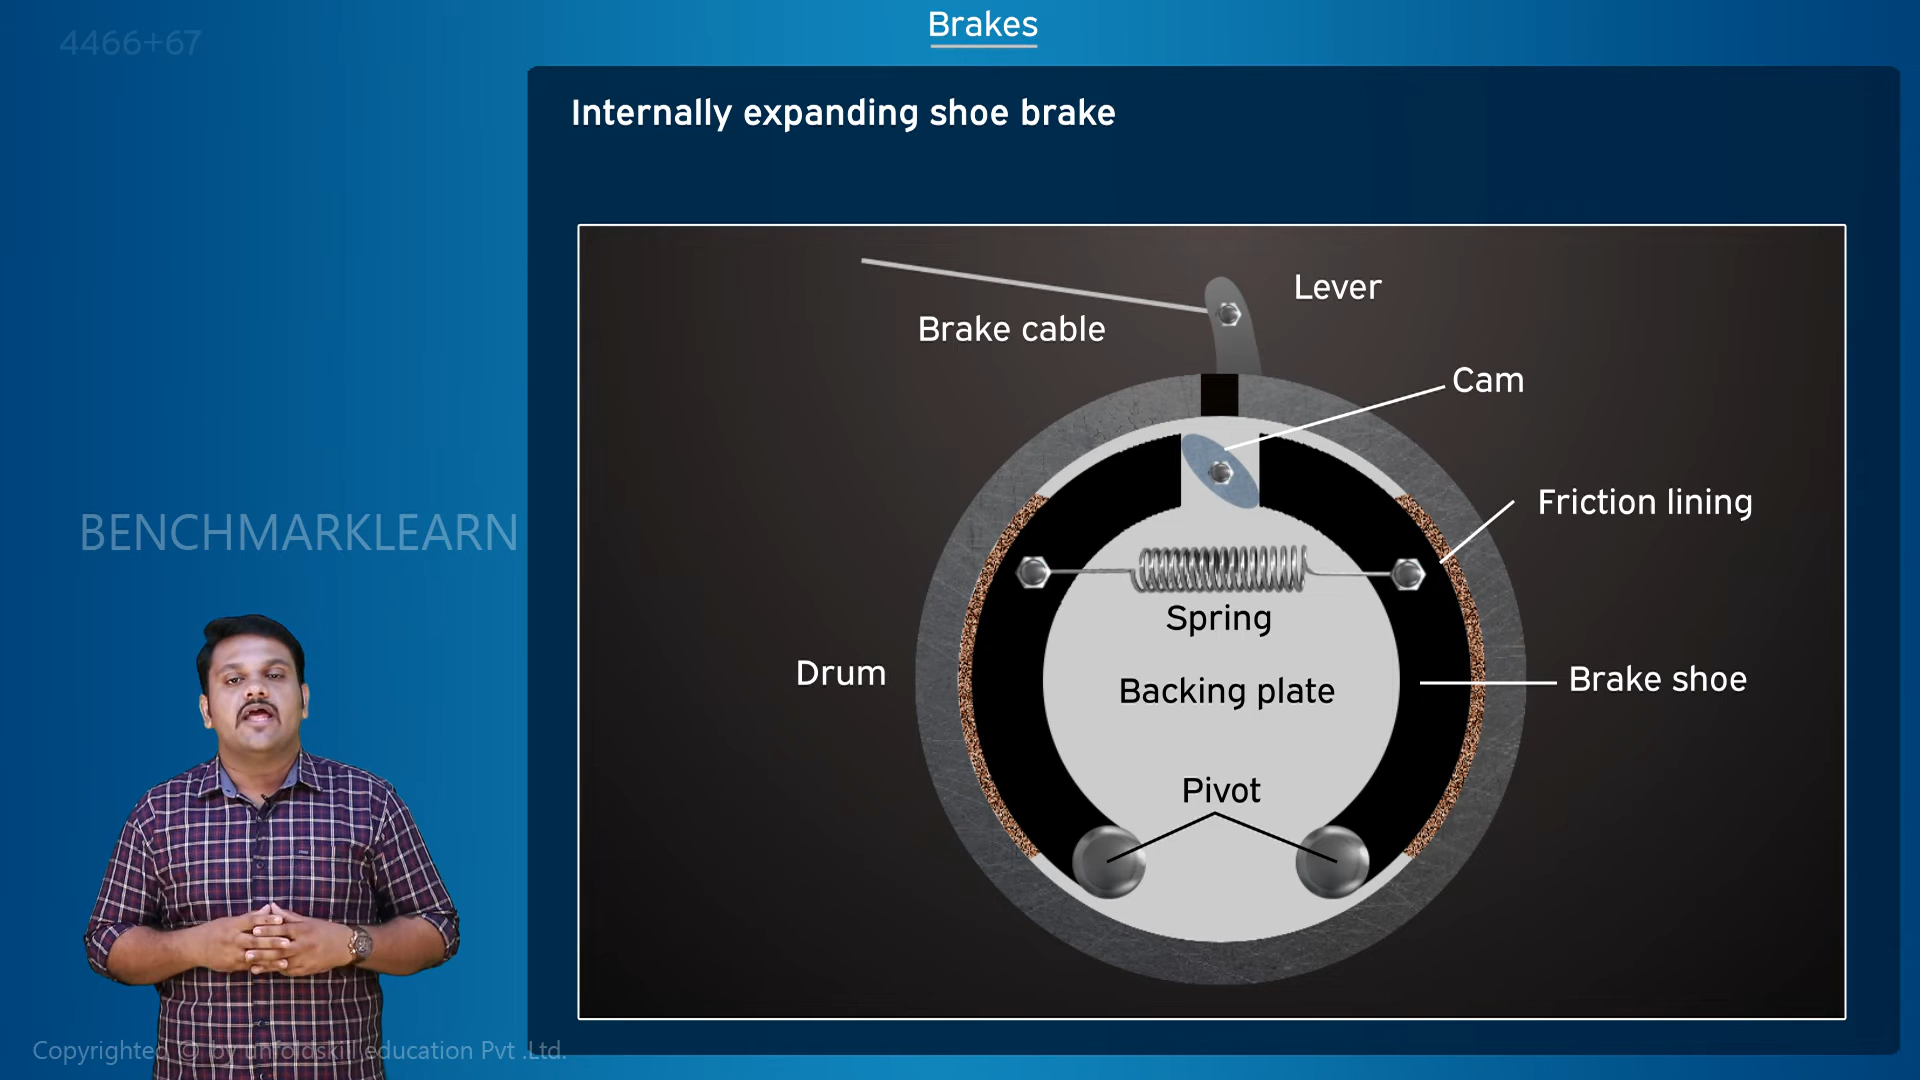 4466+67
Brakes
Internally expanding shoe brake
Lever
Brake cable
Cam
Friction lining
BENCHMARKLEARN
Spring
Drum
Backing plate
Brake shoe
Pivot
Copyrighted © by unfoldskill education Pvt .Ltd.